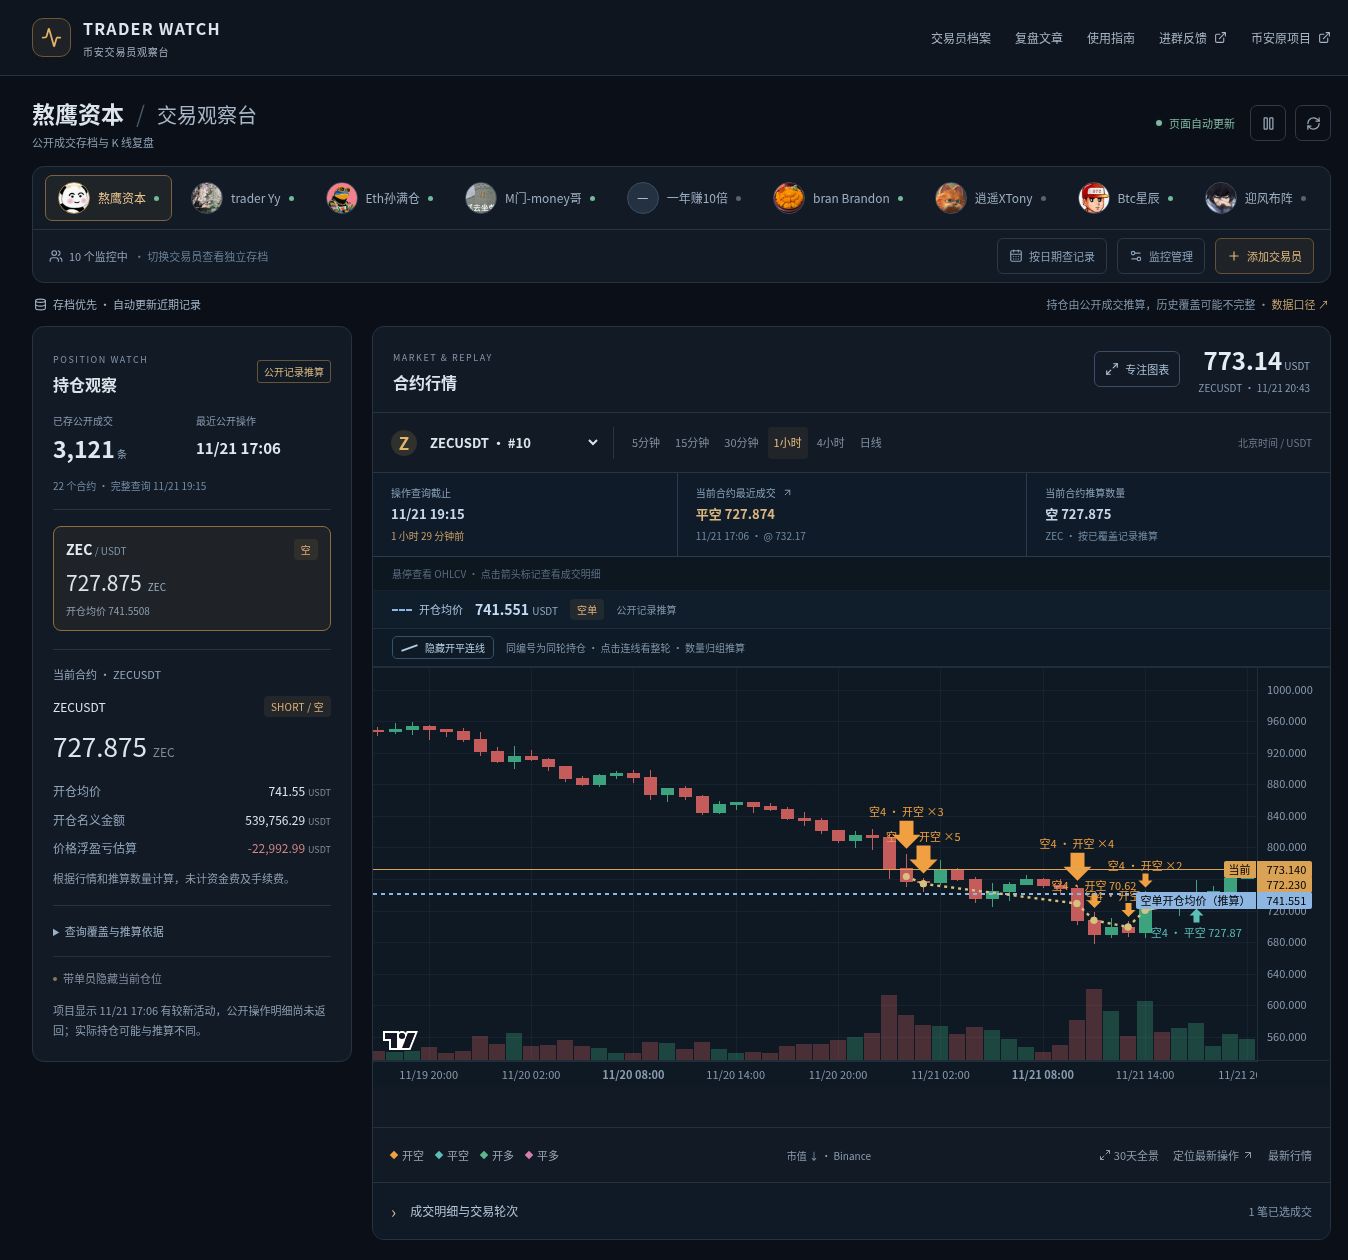 TRADER WATCH
币安交易员观察台
交易员档案 复盘文章 使用指南 进群反馈 币安原项目
熬鹰资本 / 交易观察台
公开成交存档与 K 线复盘
页面自动更新
熬鹰资本 trader Yy Eth孙满仓 M门-money哥 一年赚10倍 bran Brandon 逍遥XTony Btc星辰 迎风布阵
10 个监控中 · 切换交易员查看独立存档
按日期查记录 监控管理 添加交易员
存档优先 · 自动更新近期记录
持仓由公开成交推算，历史覆盖可能不完整 · 数据口径 ↗
POSITION WATCH
持仓观察
公开记录推算
已存公开成交 最近公开操作
3,121 条 11/21 17:06
22 个合约 · 完整查询 11/21 19:15
ZEC / USDT 空
727.875 ZEC
开仓均价 741.5508
当前合约 · ZECUSDT
ZECUSDT SHORT / 空
727.875 ZEC
开仓均价 741.55 USDT
开仓名义金额 539,756.29 USDT
价格浮盈亏估算 -22,992.99 USDT
根据行情和推算数量计算，未计资金费及手续费。
▶ 查询覆盖与推算依据
带单员隐藏当前仓位
项目显示 11/21 17:06 有较新活动，公开操作明细尚未返
回；实际持仓可能与推算不同。
MARKET & REPLAY
合约行情
专注图表
773.14 USDT
ZECUSDT · 11/21 20:43
Z ZECUSDT · #10
5分钟 15分钟 30分钟 1小时 4小时 日线
北京时间 / USDT
操作查询截止
11/21 19:15
1 小时 29 分钟前
当前合约最近成交 ↗
平空 727.874
11/21 17:06 · @ 732.17
当前合约推算数量
空 727.875
ZEC · 按已覆盖记录推算
悬停查看 OHLCV · 点击箭头标记查看成交明细
开仓均价 741.551 USDT 空单 公开记录推算
隐藏开平连线 同编号为同轮持仓 · 点击连线看整轮 · 数量归组推算
1000.000
960.000
920.000
880.000
840.000
800.000
空4 · 开空 ×3
开空 ×5
空4 · 开空 ×4
空4 · 开空 ×2
空4 · 开空 70.62
当前 773.140
772.230
空单开仓均价（推算） 741.551
720.000
空4 · 平空 727.87
680.000
640.000
600.000
560.000
11/19 20:00 11/20 02:00 11/20 08:00 11/20 14:00 11/20 20:00 11/21 02:00 11/21 08:00 11/21 14:00 11/21 2
开空 平空 开多 平多
市值 ↓ · Binance
30天全景 定位最新操作 ↗ 最新行情
› 成交明细与交易轮次
1 笔已选成交